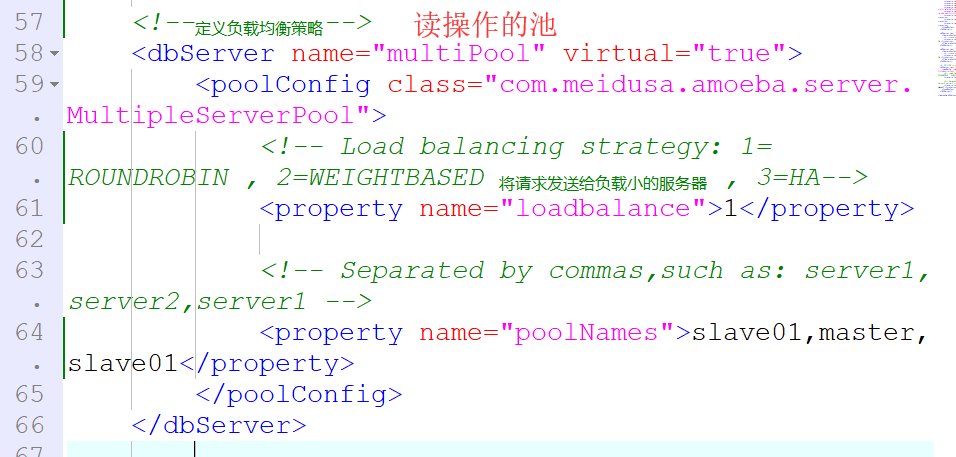 57 <!--定义负载均衡策略--> 读操作的池
58 <dbServer name="multiPool" virtual="true">
59 <poolConfig class="com.meidusa.amoeba.server.
. MultipleServerPool">
60 <!-- Load balancing strategy: 1=
. ROUNDROBIN , 2=WEIGHTBASED 将请求发送给负载小的服务器 , 3=HA-->
61 <property name="loadbalance">1</property>
62
63 <!-- Separated by commas,such as: server1,
. server2,server1 -->
64 <property name="poolNames">slave01,master,
. slave01</property>
65 </poolConfig>
66 </dbServer>
67